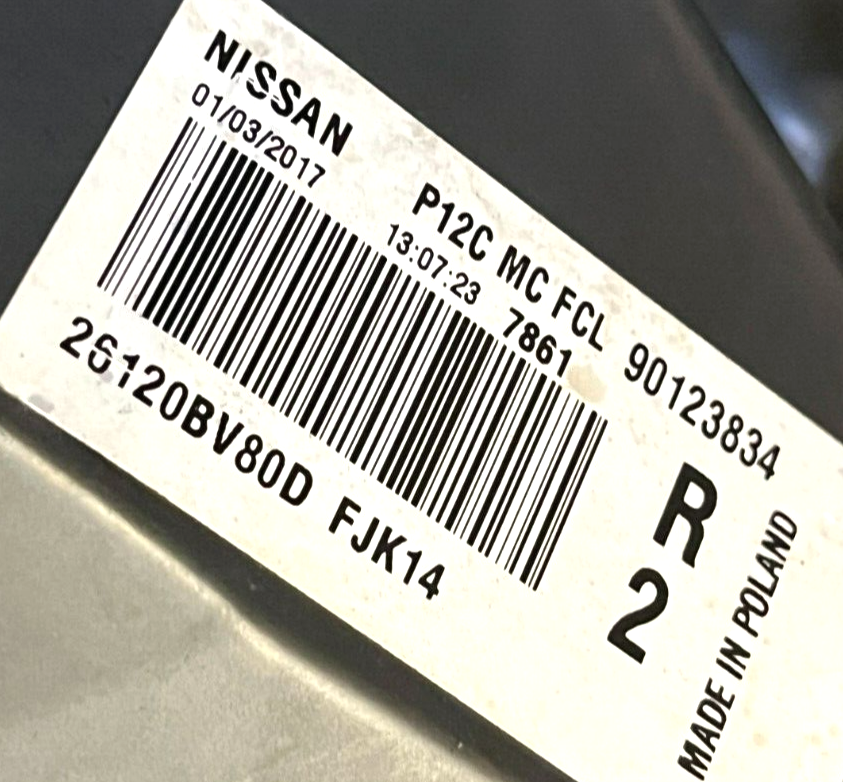 NISSAN
P12C MC FCL 90123834
01/03/2017 13:07:23 7861
26120BV80D FJK14
R
2
MADE IN POLAND